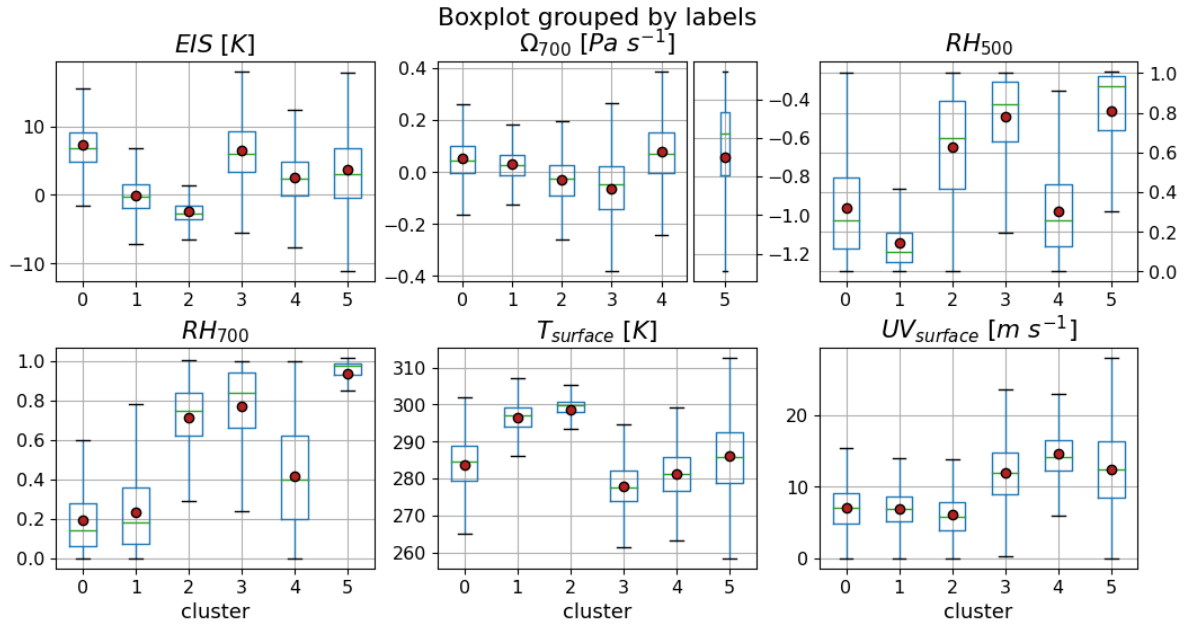 Boxplot grouped by labels
EIS [K]
Ω700 [Pa s−1]
RH500
10
0
−10
0 1 2 3 4 5
0.4
0.2
0.0
−0.2
−0.4
0 1 2 3 4
−0.4
−0.6
−0.8
−1.0
−1.2
5
1.0
0.8
0.6
0.4
0.2
0.0
0 1 2 3 4 5
RH700
Tsurface [K]
UVsurface [m s−1]
1.0
0.8
0.6
0.4
0.2
0.0
0 1 2 3 4 5
cluster
310
300
290
280
270
260
0 1 2 3 4 5
cluster
20
10
0
0 1 2 3 4 5
cluster